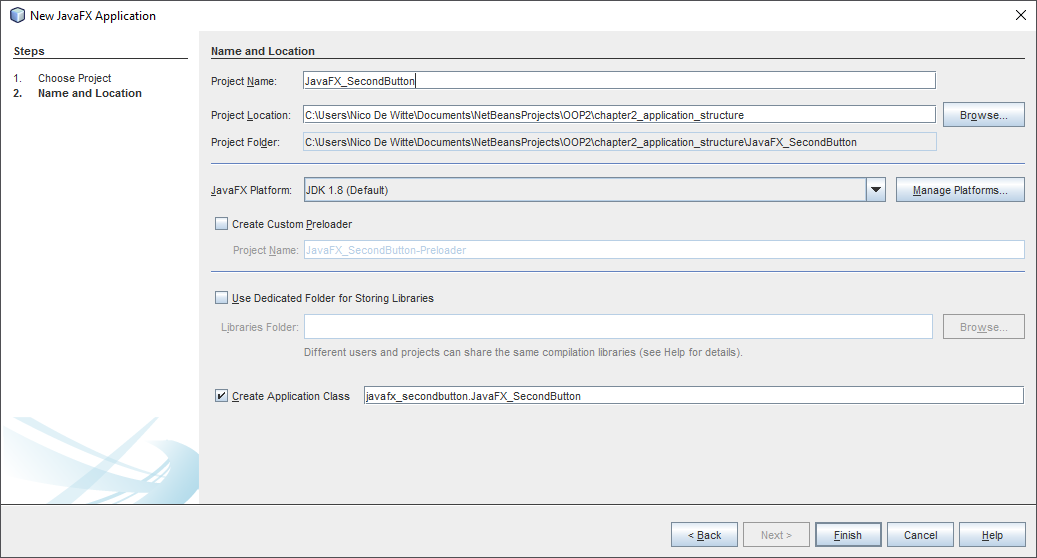 New JavaFX Application
Steps
1. Choose Project
2. Name and Location
Name and Location
Project Name: JavaFX_SecondButton
Project Location: C:\Users\Nico De Witte\Documents\NetBeansProjects\OOP2\chapter2_application_structure Browse...
Project Folder: C:\Users\Nico De Witte\Documents\NetBeansProjects\OOP2\chapter2_application_structure\JavaFX_SecondButton
JavaFX Platform: JDK 1.8 (Default) Manage Platforms...
Create Custom Preloader
Project Name: JavaFX_SecondButton-Preloader
Use Dedicated Folder for Storing Libraries
Libraries Folder: Browse...
Different users and projects can share the same compilation libraries (see Help for details).
Create Application Class javafx_secondbutton.JavaFX_SecondButton
< Back Next > Finish Cancel Help